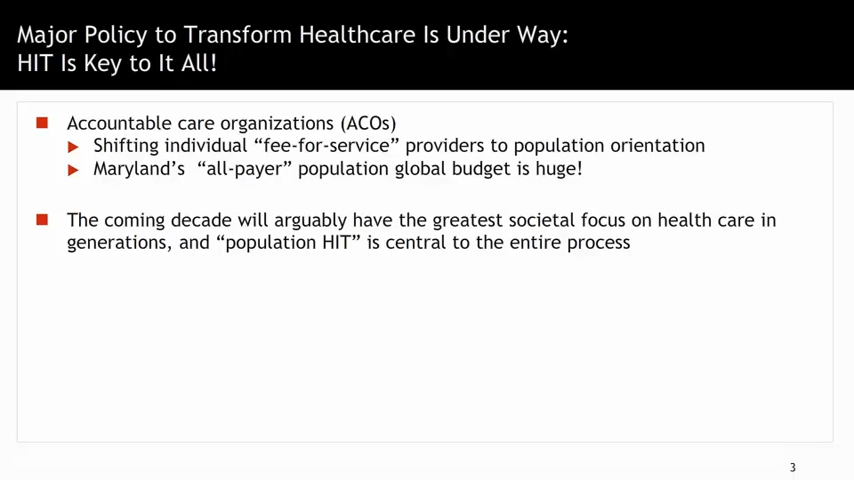 Major Policy to Transform Healthcare Is Under Way:
HIT Is Key to It All!
Accountable care organizations (ACOs)
Shifting individual “fee-for-service” providers to population orientation
Maryland’s “all-payer” population global budget is huge!
The coming decade will arguably have the greatest societal focus on health care in
generations, and “population HIT” is central to the entire process
3